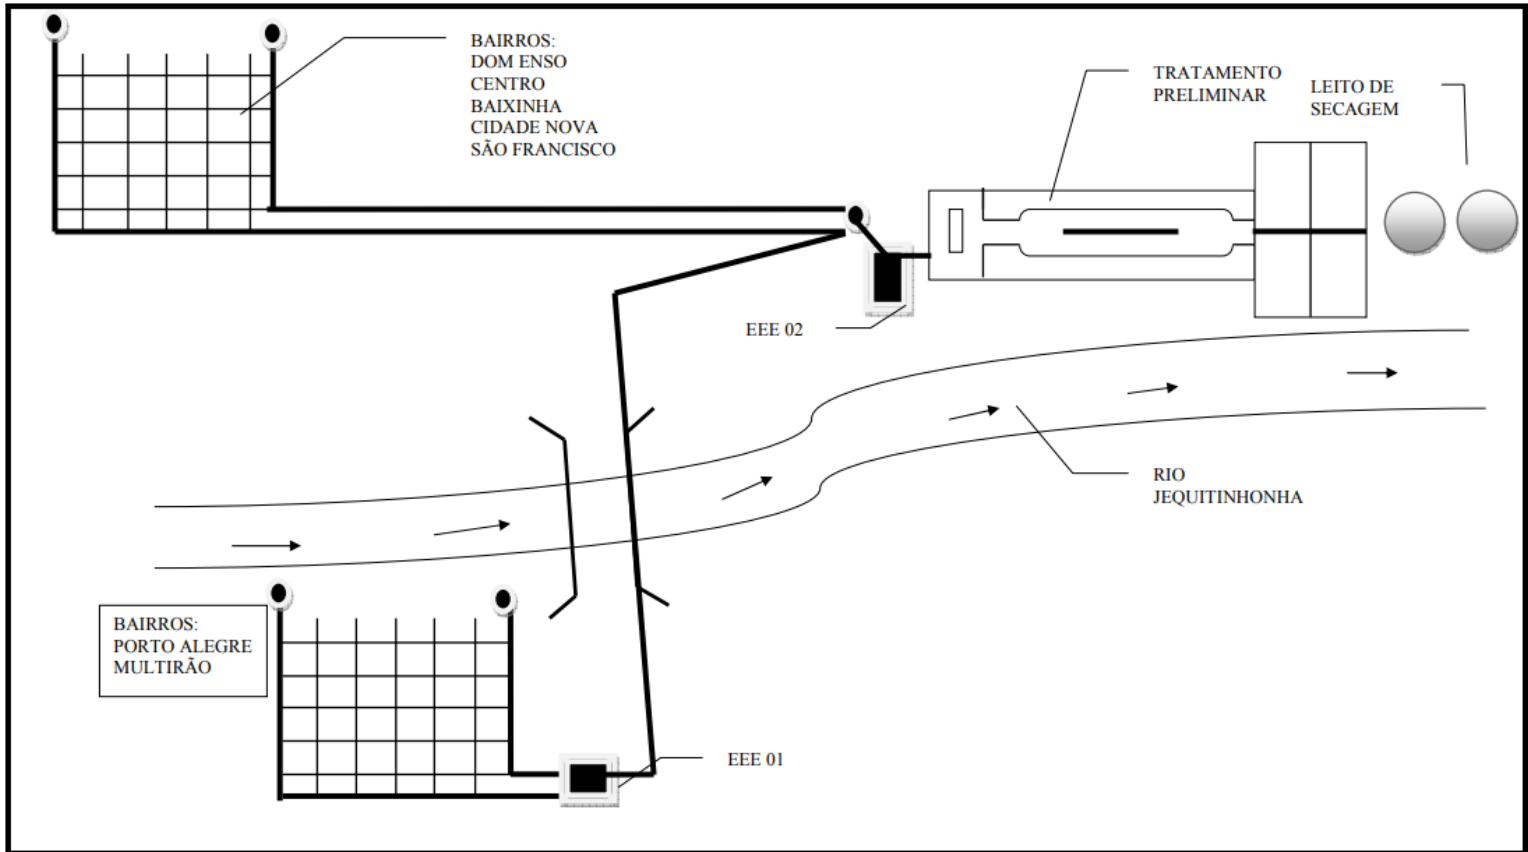 BAIRROS:
DOM ENSO
CENTRO
BAIXINHA
CIDADE NOVA
SÃO FRANCISCO
TRATAMENTO
PRELIMINAR
LEITO DE
SECAGEM
EEE 02
RIO
JEQUITINHONHA
BAIRROS:
PORTO ALEGRE
MULTIRÃO
EEE 01